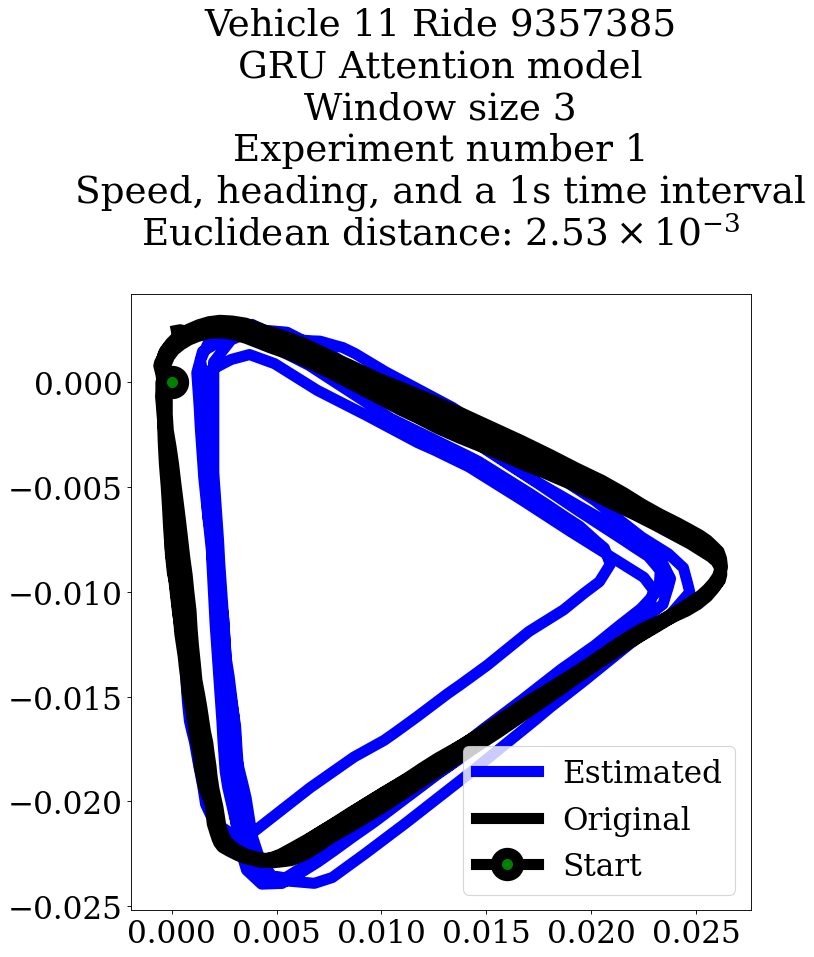 Vehicle 11 Ride 9357385
GRU Attention model
Window size 3
Experiment number 1
Speed, heading, and a 1s time interval
Euclidean distance: 2.53 × 10⁻³
0.000
−0.005
−0.010
−0.015
−0.020
−0.025
Estimated
Original
Start
0.000 0.005 0.010 0.015 0.020 0.025